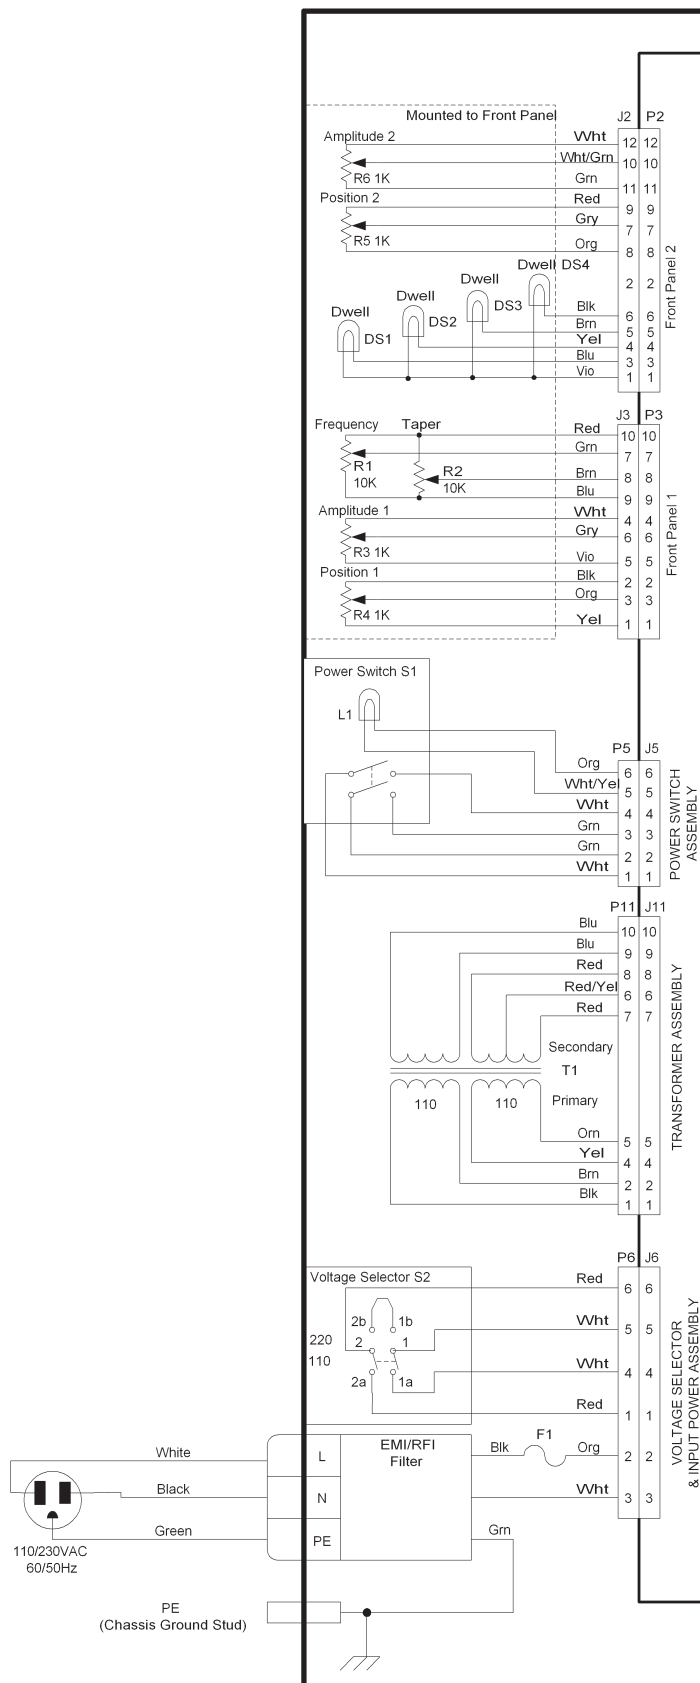 Mounted to Front Panel
J2 P2
Amplitude 2
Wht 12 12
Wht/Grn 10 10
R6 1K
Grn 11 11
Position 2
Red 9 9
Gry 7 7
R5 1K
Org 8 8
Dwell DS4
2 2
Dwell
DS3
Dwell
DS2
Dwell
DS1
Blk 6 6
Brn 5 5
Yel 4 4
Blu 3 3
Vio 1 1
Front Panel 2
J3 P3
Frequency Taper
Red 10 10
Grn 7 7
R1
10K
R2
10K
Brn 8 8
Blu 9 9
Amplitude 1
Wht 4 4
Gry 6 6
R3 1K
Vio 5 5
Position 1
Blk 2 2
Org 3 3
R4 1K
Yel 1 1
Front Panel 1
Power Switch S1
L1
P5 J5
Org 6 6
Wht/Yel 5 5
Wht 4 4
Grn 3 3
Grn 2 2
Wht 1 1
POWER SWITCH
ASSEMBLY
P11 J11
Blu 10 10
Blu 9 9
Red 8 8
Red/Yel 6 6
Red 7 7
Secondary
T1
Primary
110 110
Orn 5 5
Yel 4 4
Brn 2 2
Blk 1 1
TRANSFORMER ASSEMBLY
P6 J6
Voltage Selector S2
Red 6 6
2b 1b
Wht 5 5
220 2 1
110
Wht 4 4
2a 1a
Red 1 1
F1
EMI/RFI
Filter
Blk Org 2 2
Wht 3 3
VOLTAGE SELECTOR
& INPUT POWER ASSEMBLY
White L
Black N
Green PE
Grn
110/230VAC
60/50Hz
PE
(Chassis Ground Stud)